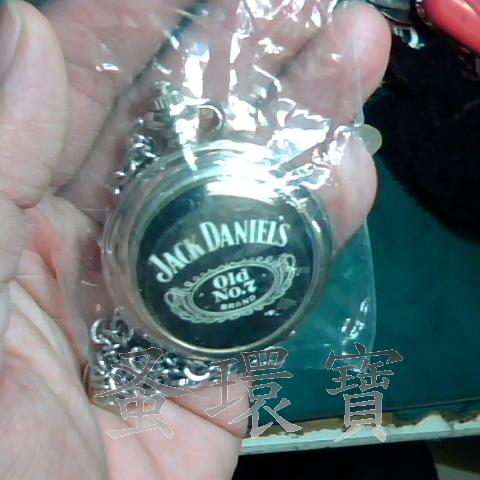 JACK DANIEL'S
Old
No.7
BRAND
蚤環寶